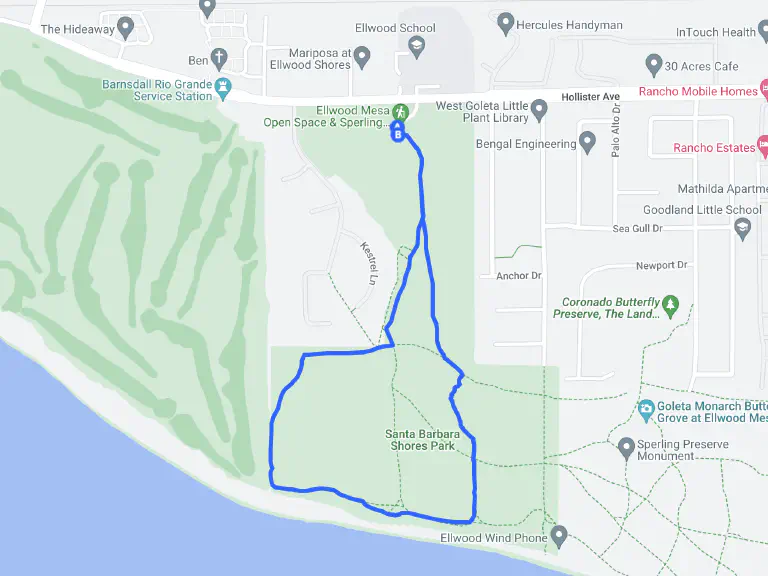 The Hideaway
Ellwood School
Hercules Handyman
InTouch Health
Mariposa at
Ellwood Shores
Ben
30 Acres Cafe
Barnsdall Rio Grande
Service Station
Hollister Ave
Rancho Mobile Homes
Ellwood Mesa
Open Space & Sperling...
A
B
West Goleta Little
Plant Library
Palo Alto Dr
Bengal Engineering
Rancho Estates
Mathilda Apartme
Goodland Little School
Sea Gull Dr
Kestrel Ln
Anchor Dr
Newport Dr
Coronado Butterfly
Preserve, The Land...
Goleta Monarch Butt
Grove at Ellwood Mes
Santa Barbara
Shores Park
Sperling Preserve
Monument
Ellwood Wind Phone